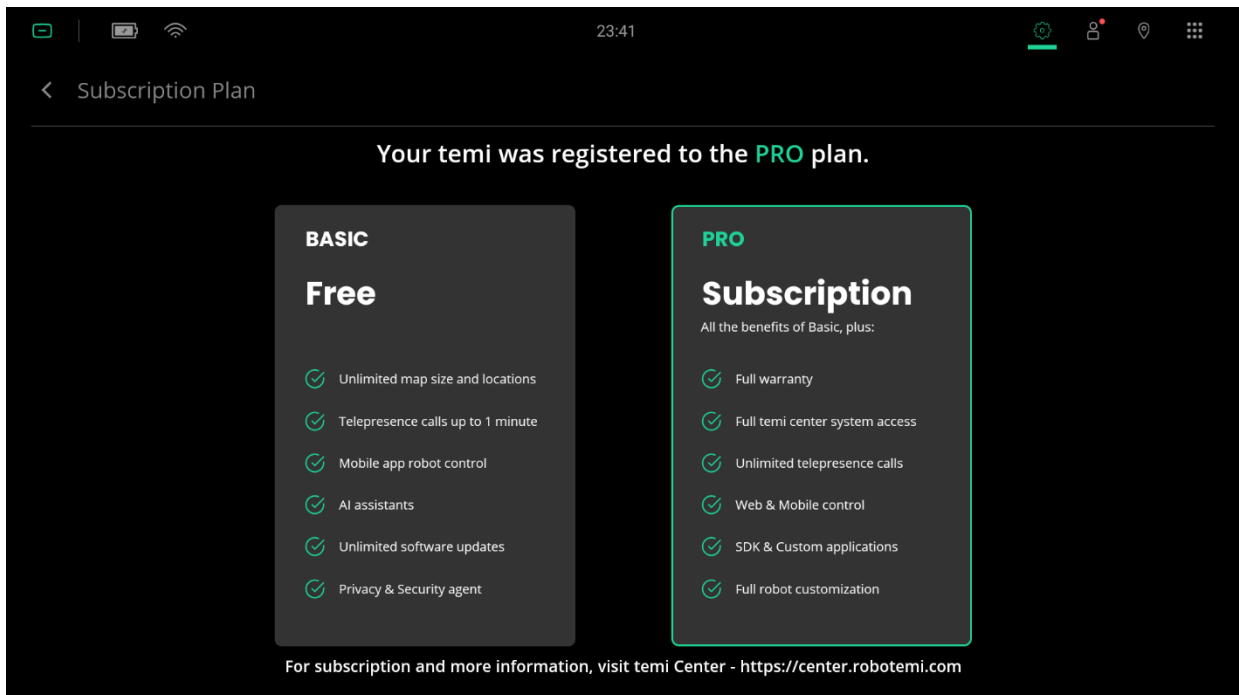 23:41
Subscription Plan
Your temi was registered to the PRO plan.
BASIC
Free
Unlimited map size and locations
Telepresence calls up to 1 minute
Mobile app robot control
AI assistants
Unlimited software updates
Privacy & Security agent
PRO
Subscription
All the benefits of Basic, plus:
Full warranty
Full temi center system access
Unlimited telepresence calls
Web & Mobile control
SDK & Custom applications
Full robot customization
For subscription and more information, visit temi Center - https://center.robotemi.com